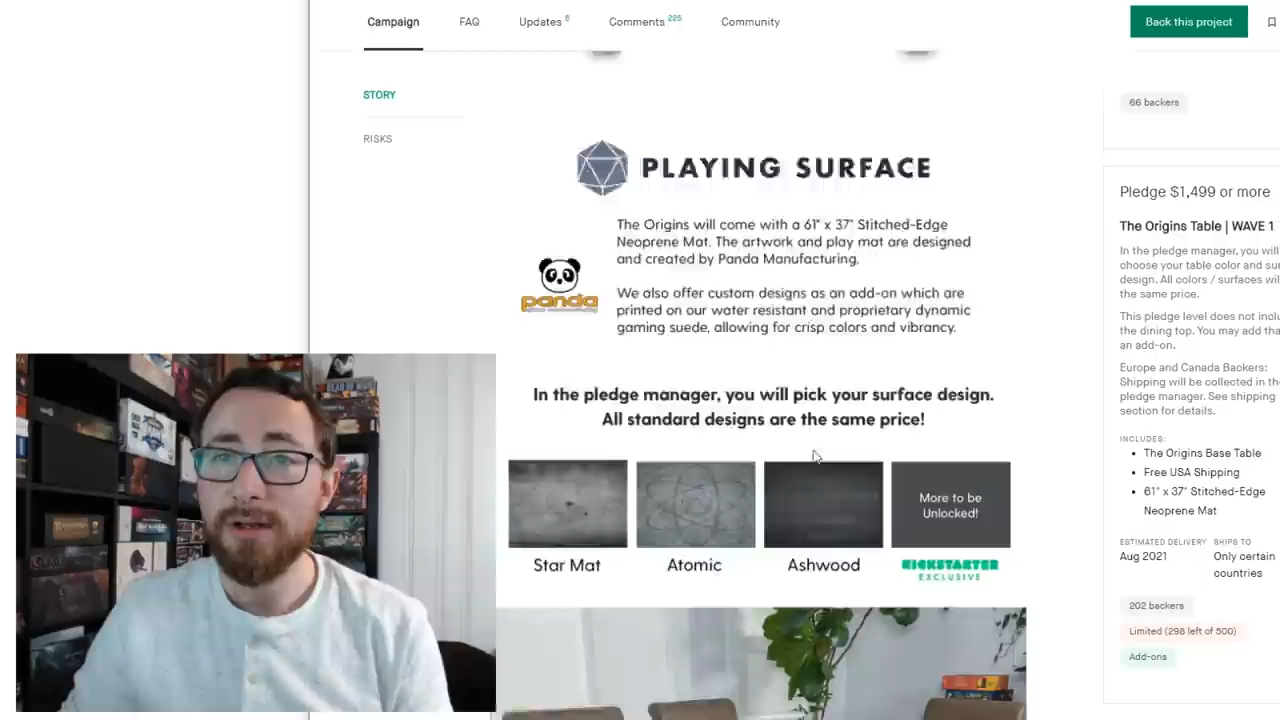 Campaign
FAQ
Updates 6
Comments 225
Community
Back this project
STORY
RISKS
PLAYING SURFACE
The Origins will come with a 61" x 37" Stitched-Edge
Neoprene Mat. The artwork and play mat are designed
and created by Panda Manufacturing.
panda
We also offer custom designs as an add-on which are
printed on our water resistant and proprietary dynamic
gaming suede, allowing for crisp colors and vibrancy.
In the pledge manager, you will pick your surface design.
All standard designs are the same price!
More to be
Unlocked!
Star Mat
Atomic
Ashwood
KICKSTARTER
EXCLUSIVE
66 backers
Pledge $1,499 or more
The Origins Table | WAVE 1
In the pledge manager, you will
choose your table color and sur
design. All colors / surfaces wil
the same price.
This pledge level does not inclu
the dining top. You may add tha
an add-on.
Europe and Canada Backers:
Shipping will be collected in the
pledge manager. See shipping
section for details.
INCLUDES:
• The Origins Base Table
• Free USA Shipping
• 61" x 37" Stitched-Edge
Neoprene Mat
ESTIMATED DELIVERY
SHIPS TO
Aug 2021
Only certain
countries
202 backers
Limited (298 left of 500)
Add-ons